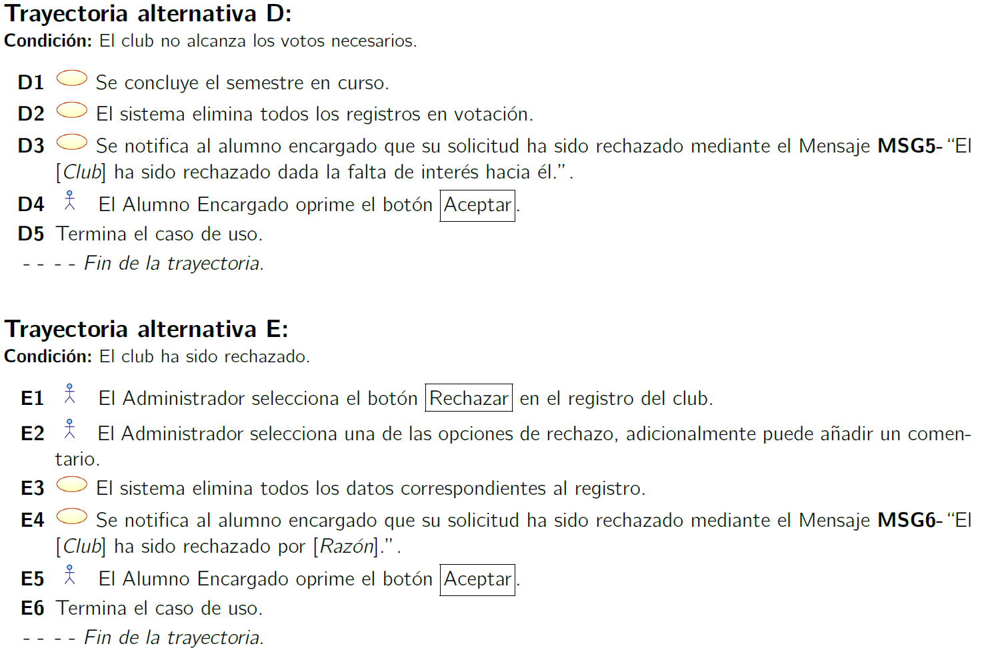 Trayectoria alternativa D:
Condición: El club no alcanza los votos necesarios.
D1 Se concluye el semestre en curso.
D2 El sistema elimina todos los registros en votación.
D3 Se notifica al alumno encargado que su solicitud ha sido rechazado mediante el Mensaje MSG5- “El
[Club] ha sido rechazado dada la falta de interés hacia él.”.
D4 El Alumno Encargado oprime el botón Aceptar.
D5 Termina el caso de uso.
- - - - Fin de la trayectoria.
Trayectoria alternativa E:
Condición: El club ha sido rechazado.
E1 El Administrador selecciona el botón Rechazar en el registro del club.
E2 El Administrador selecciona una de las opciones de rechazo, adicionalmente puede añadir un comen-
tario.
E3 El sistema elimina todos los datos correspondientes al registro.
E4 Se notifica al alumno encargado que su solicitud ha sido rechazado mediante el Mensaje MSG6- “El
[Club] ha sido rechazado por [Razón].”.
E5 El Alumno Encargado oprime el botón Aceptar.
E6 Termina el caso de uso.
- - - - Fin de la trayectoria.